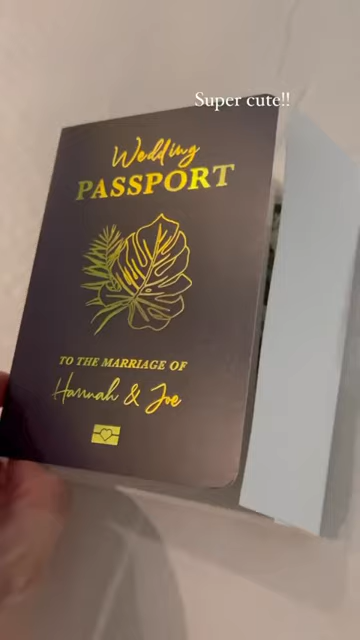 Super cute!!
Wedding
PASSPORT
TO THE MARRIAGE OF
Hannah & Joe